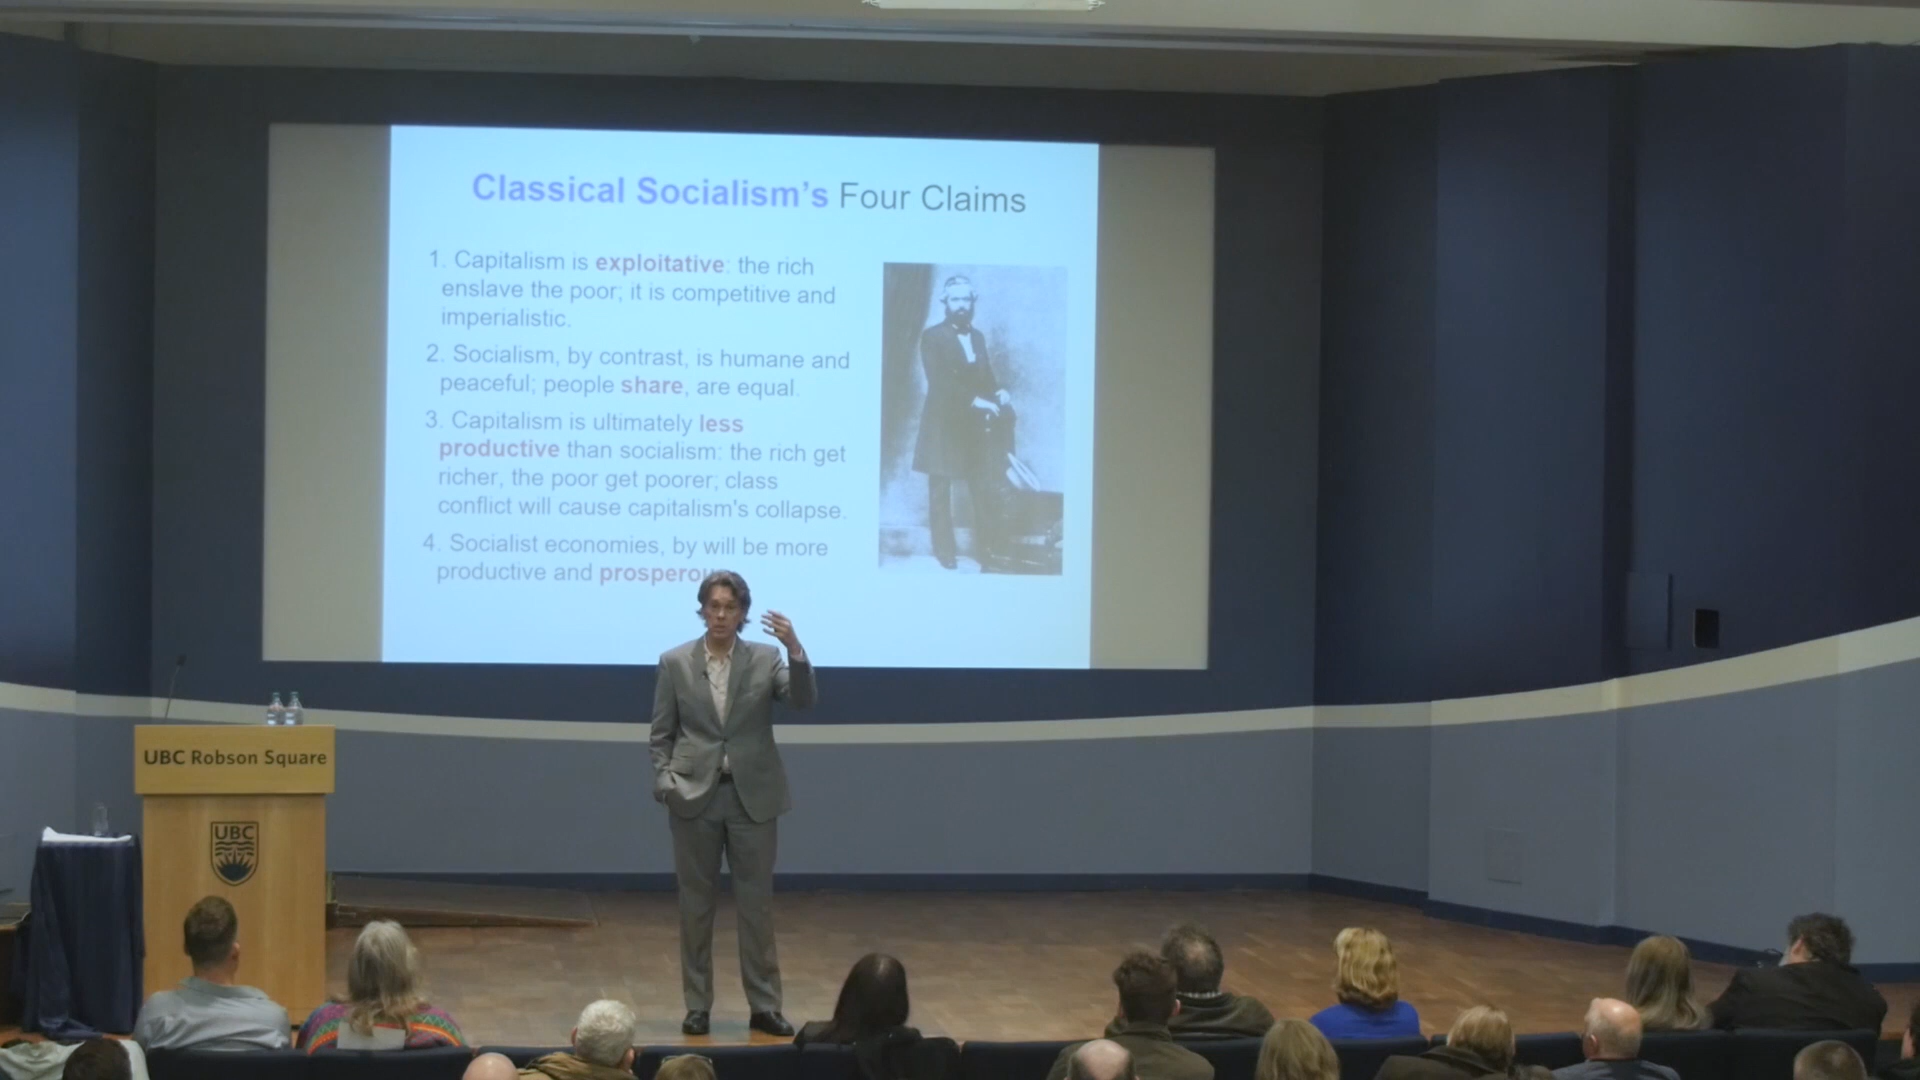 Classical Socialism's Four Claims
1. Capitalism is exploitative: the rich
enslave the poor; it is competitive and
imperialistic.
2. Socialism, by contrast, is humane and
peaceful; people share, are equal.
3. Capitalism is ultimately less
productive than socialism: the rich get
richer, the poor get poorer; class
conflict will cause capitalism's collapse.
4. Socialist economies, by will be more
productive and prosperou
UBC Robson Square
UBC